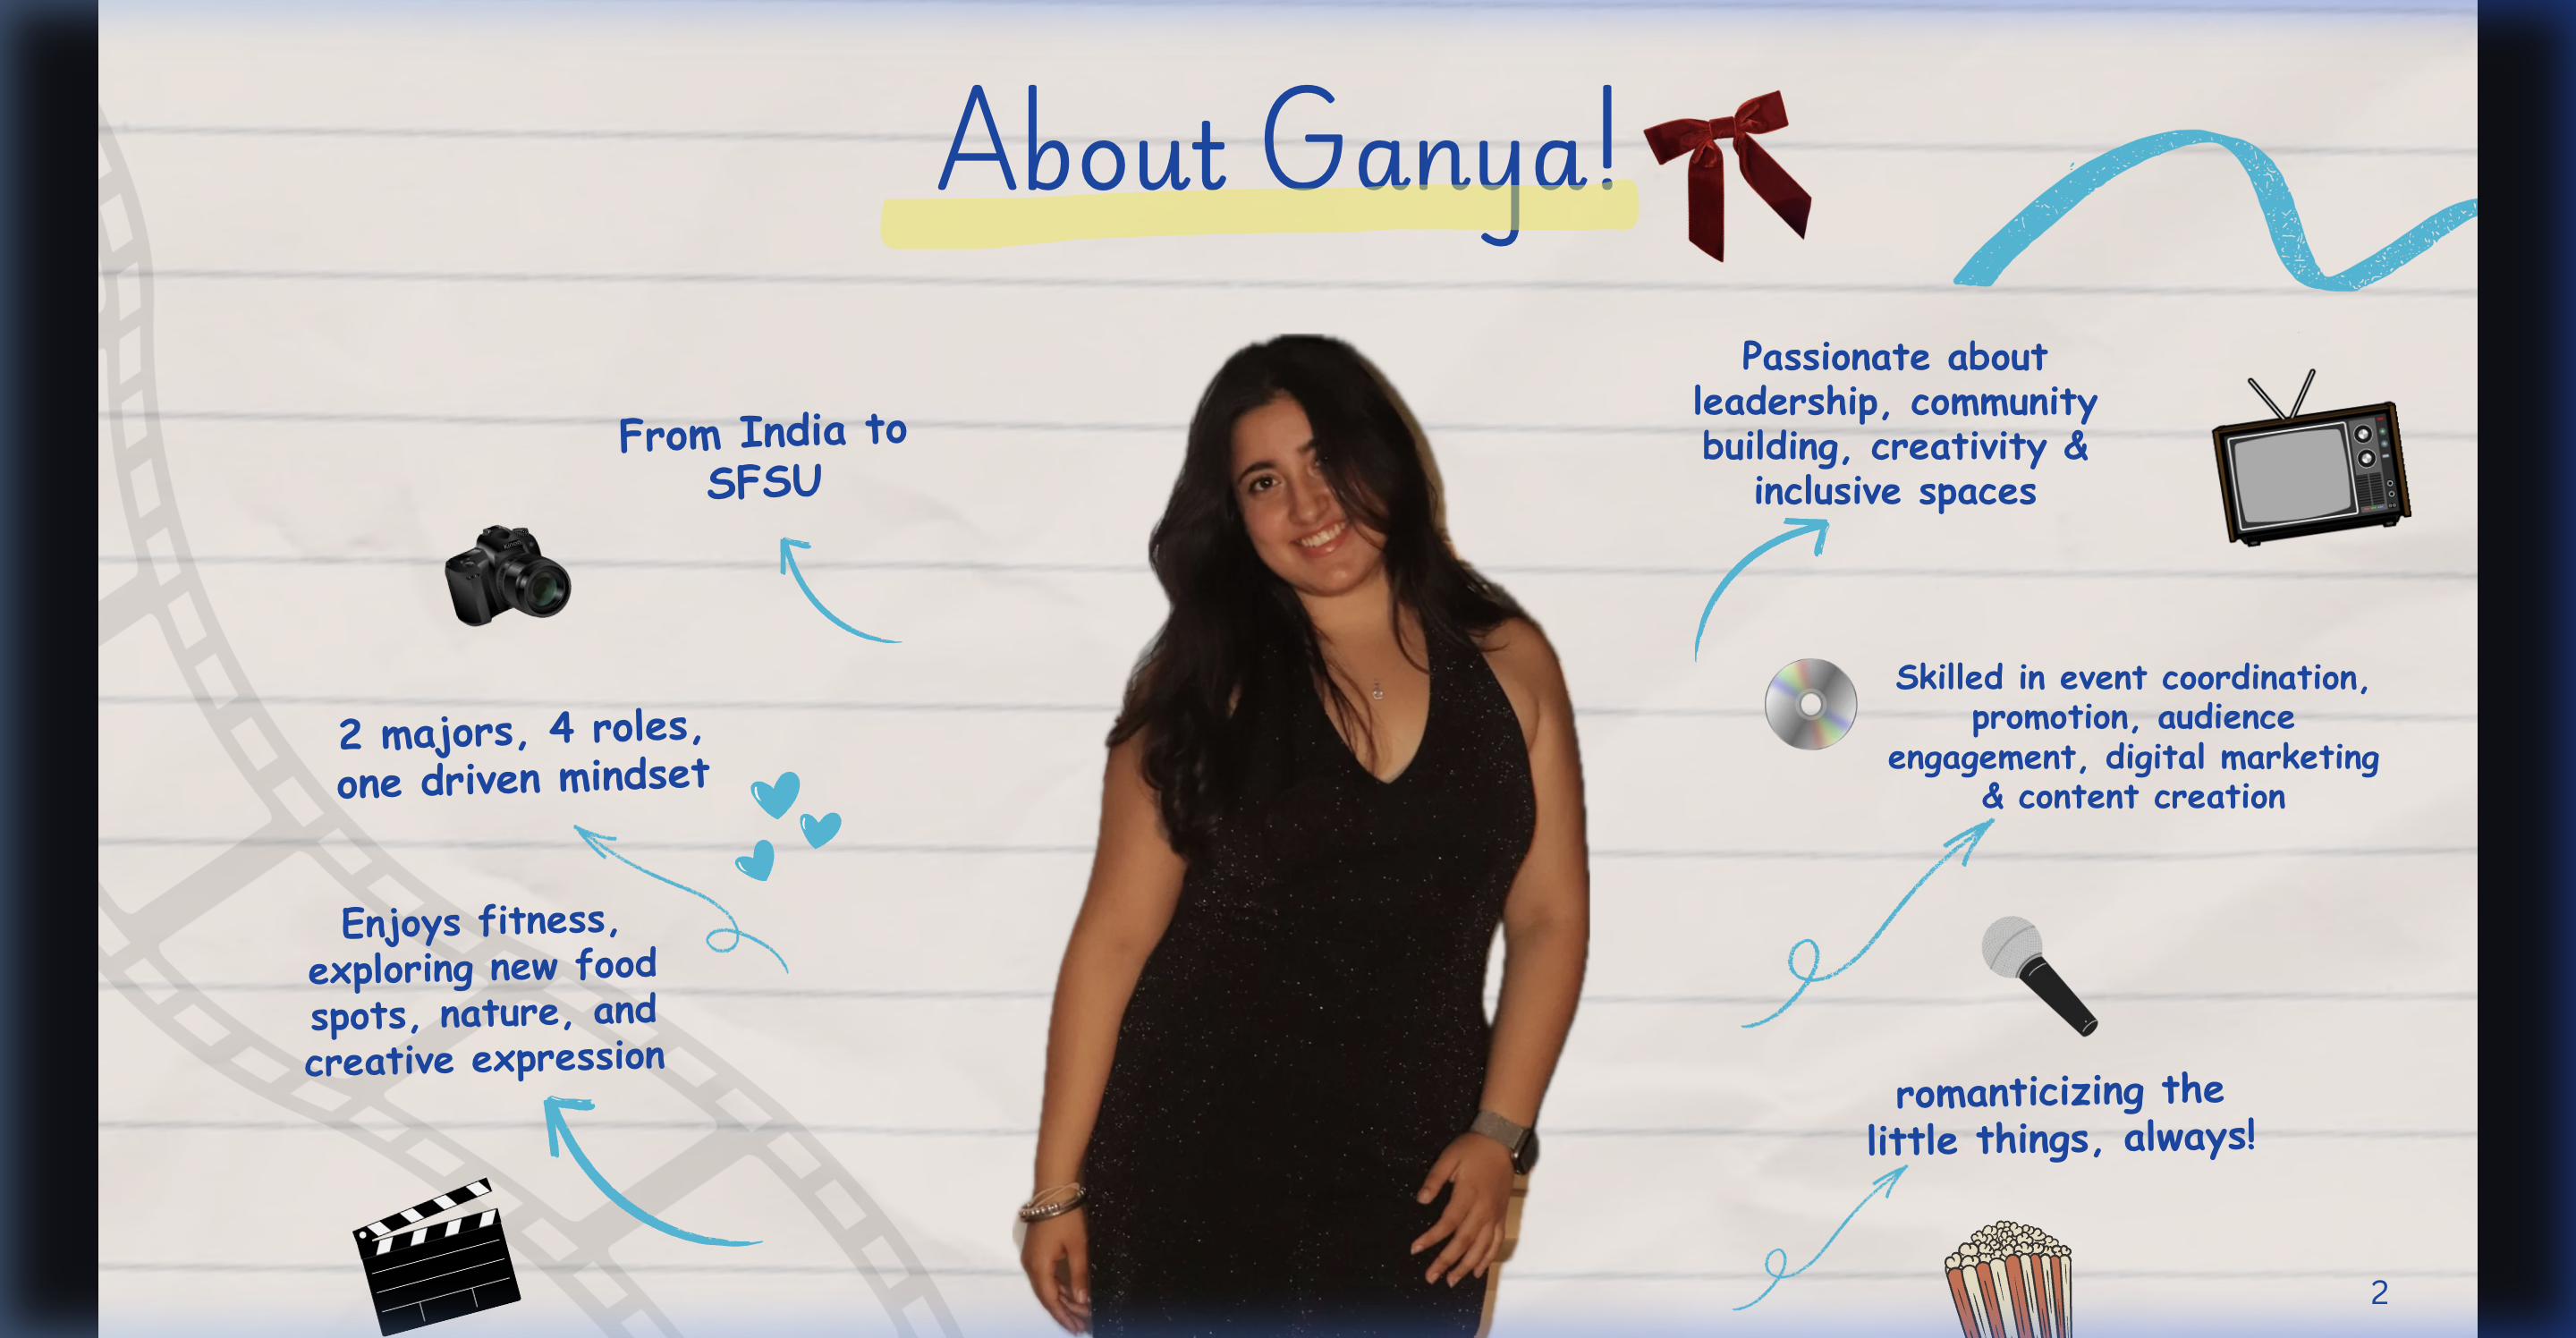 About Ganya!
From India to
SFSU
2 majors, 4 roles,
one driven mindset
Enjoys fitness,
exploring new food
spots, nature, and
creative expression
Passionate about
leadership, community
building, creativity &
inclusive spaces
Skilled in event coordination,
promotion, audience
engagement, digital marketing
& content creation
romanticizing the
little things, always!
2